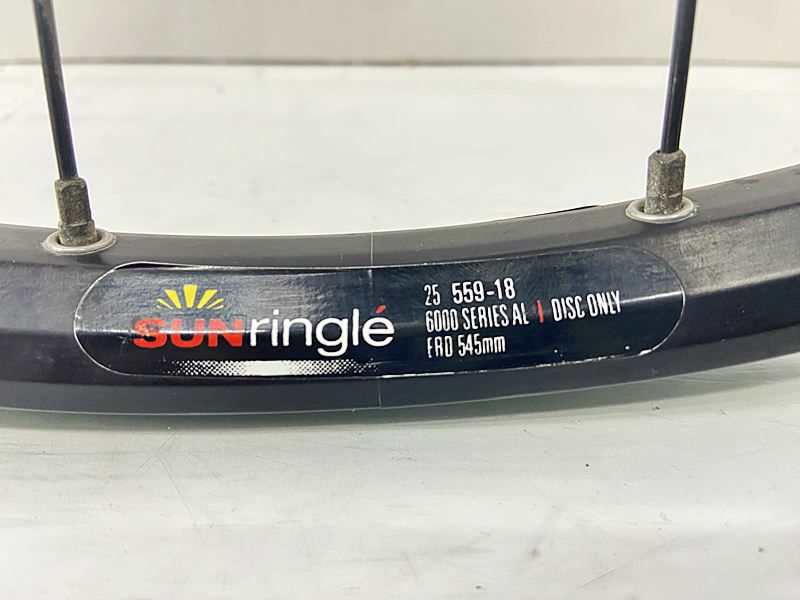 SUNringlé
25 559-18
6000 SERIES AL | DISC ONLY
ERD 545mm